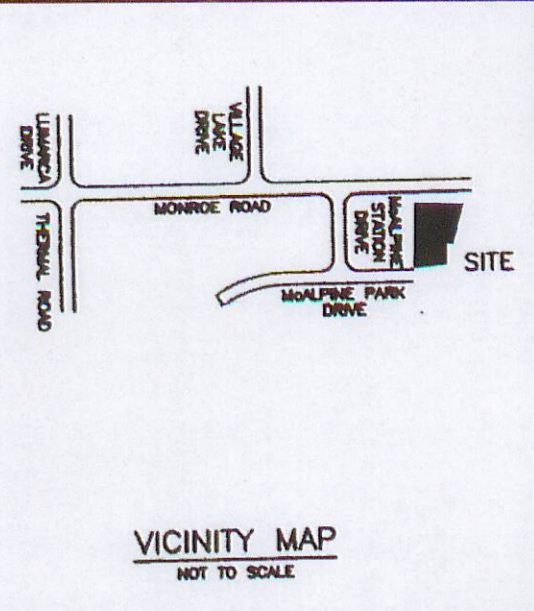 LUMARKA
DRIVE
VILLAGE
LAKE
DRIVE
MONROE ROAD
McALPINE
STATION
DRIVE
THERMAL ROAD
SITE
McALPINE PARK
DRIVE
VICINITY MAP
NOT TO SCALE